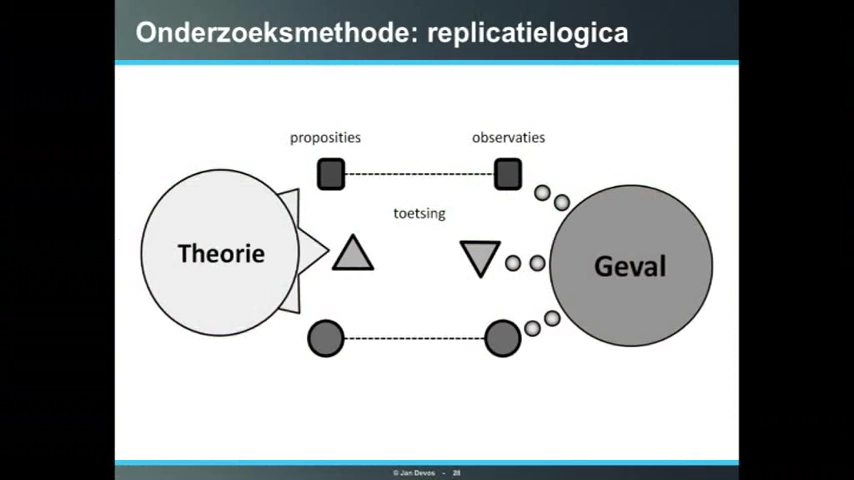 Onderzoeksmethode: replicatielogica
proposities
observaties
toetsing
Theorie
Geval
© Jan Devos - 28